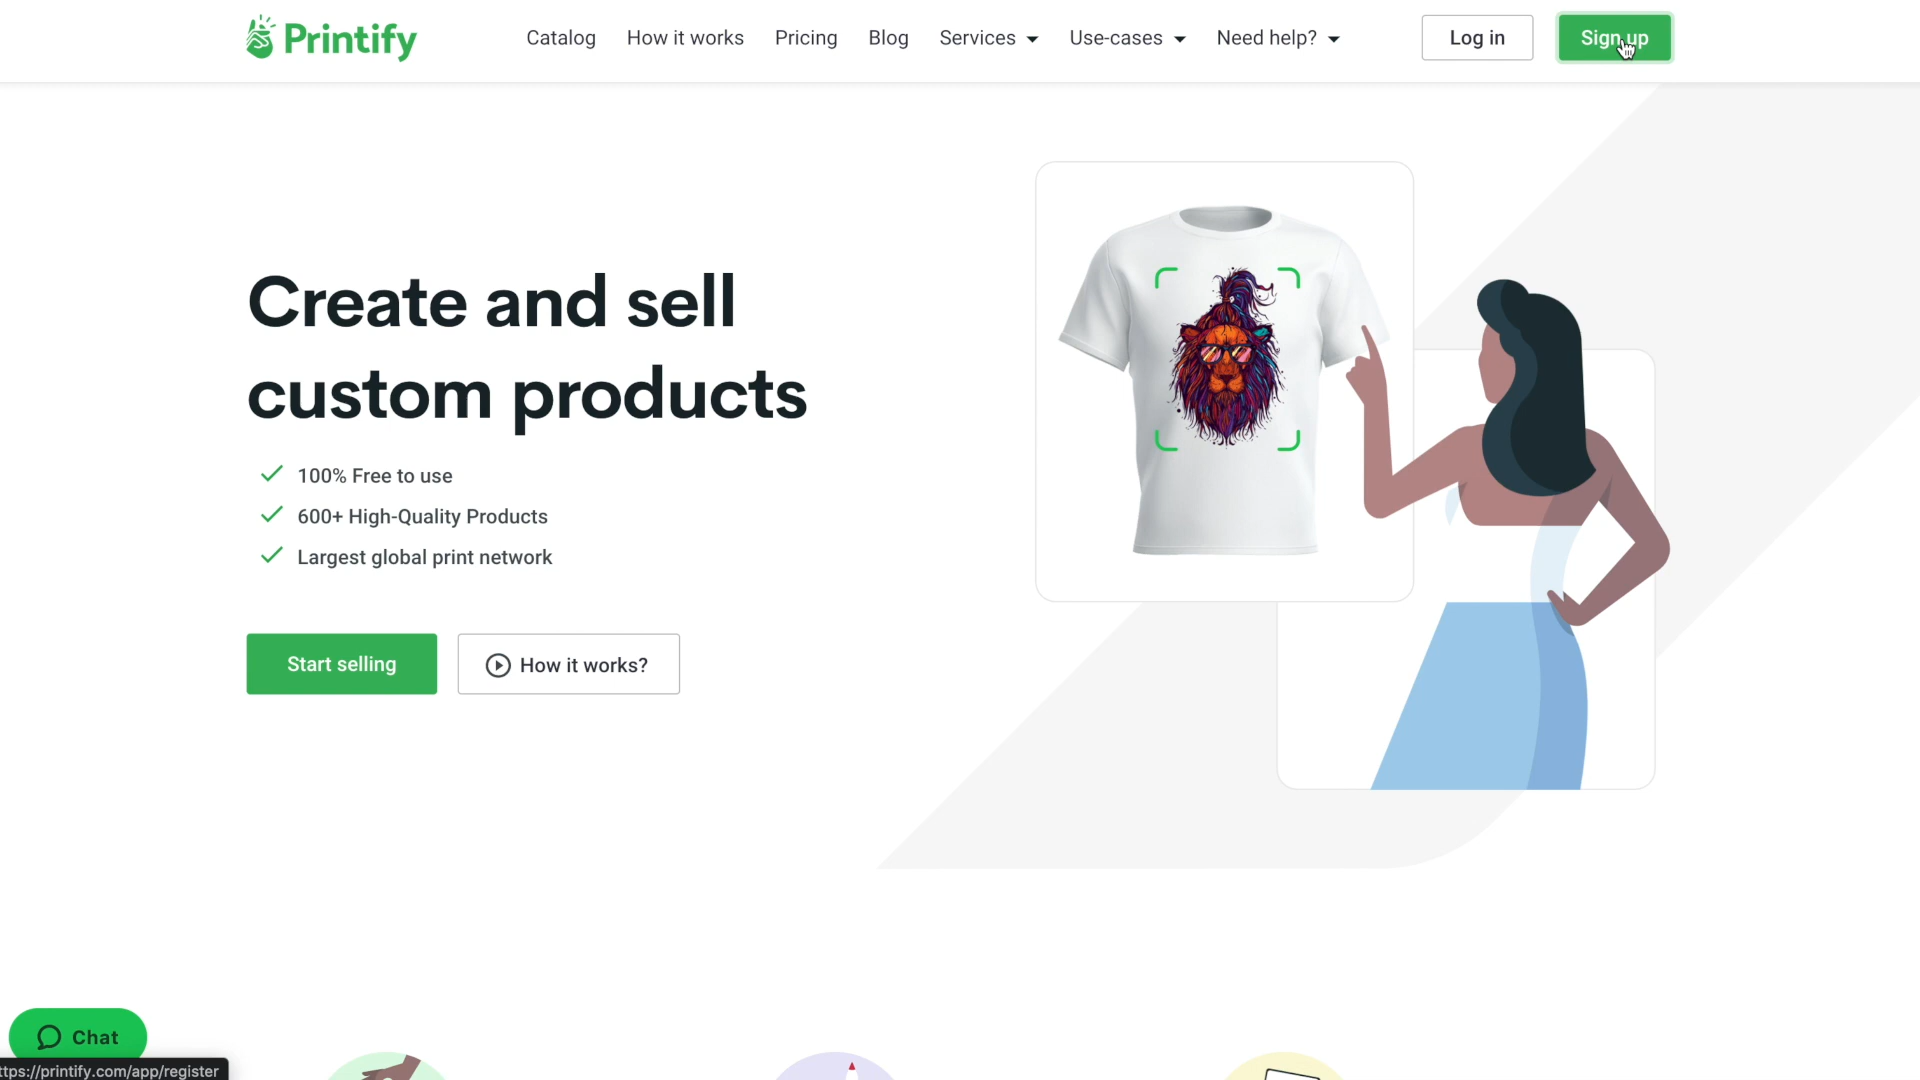 Printify
Catalog
How it works
Pricing
Blog
Services
Use-cases
Need help?
Log in
Sign up
Create and sell
custom products
100% Free to use
600+ High-Quality Products
Largest global print network
Start selling
How it works?
Chat
ttps://printify.com/app/register